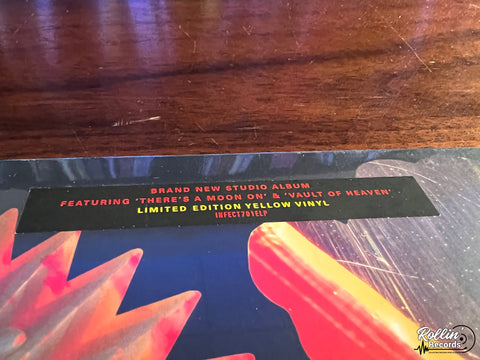 BRAND NEW STUDIO ALBUM
FEATURING 'THERE'S A MOON ON' & 'VAULT OF HEAVEN'
LIMITED EDITION YELLOW VINYL
INFECT701ELP
Rollin'
Records